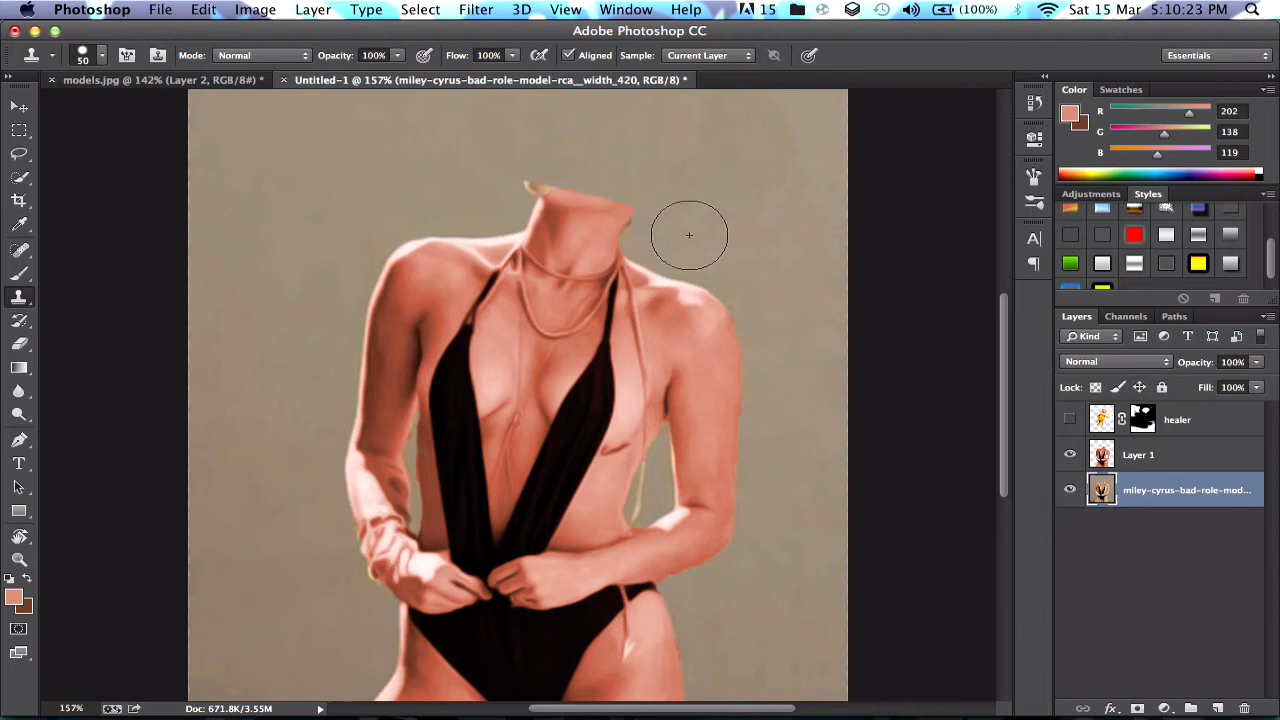 Photoshop File Edit Image Layer Type Select Filter 3D View Window Help 15 (100%) Sat 15 Mar 5:10:23 PM
Adobe Photoshop CC
50 Mode: Normal Opacity: 100% Flow: 100% Aligned Sample: Current Layer Essentials
models.jpg @ 142% (Layer 2, RGB/8#) * Untitled-1 @ 157% (miley-cyrus-bad-role-model-rca__width_420, RGB/8) *
Color Swatches
R 202
G 138
B 119
Adjustments Styles
Layers Channels Paths
Kind
Normal Opacity: 100%
Lock: Fill: 100%
healer
Layer 1
miley-cyrus-bad-role-mod...
157% Doc: 671.8K/3.55M